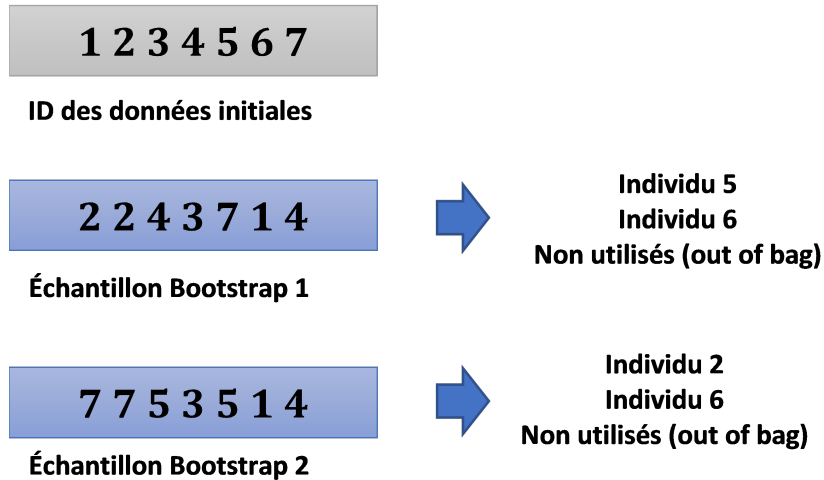 1 2 3 4 5 6 7
ID des données initiales
2 2 4 3 7 1 4
Échantillon Bootstrap 1
Individu 5
Individu 6
Non utilisés (out of bag)
7 7 5 3 5 1 4
Échantillon Bootstrap 2
Individu 2
Individu 6
Non utilisés (out of bag)